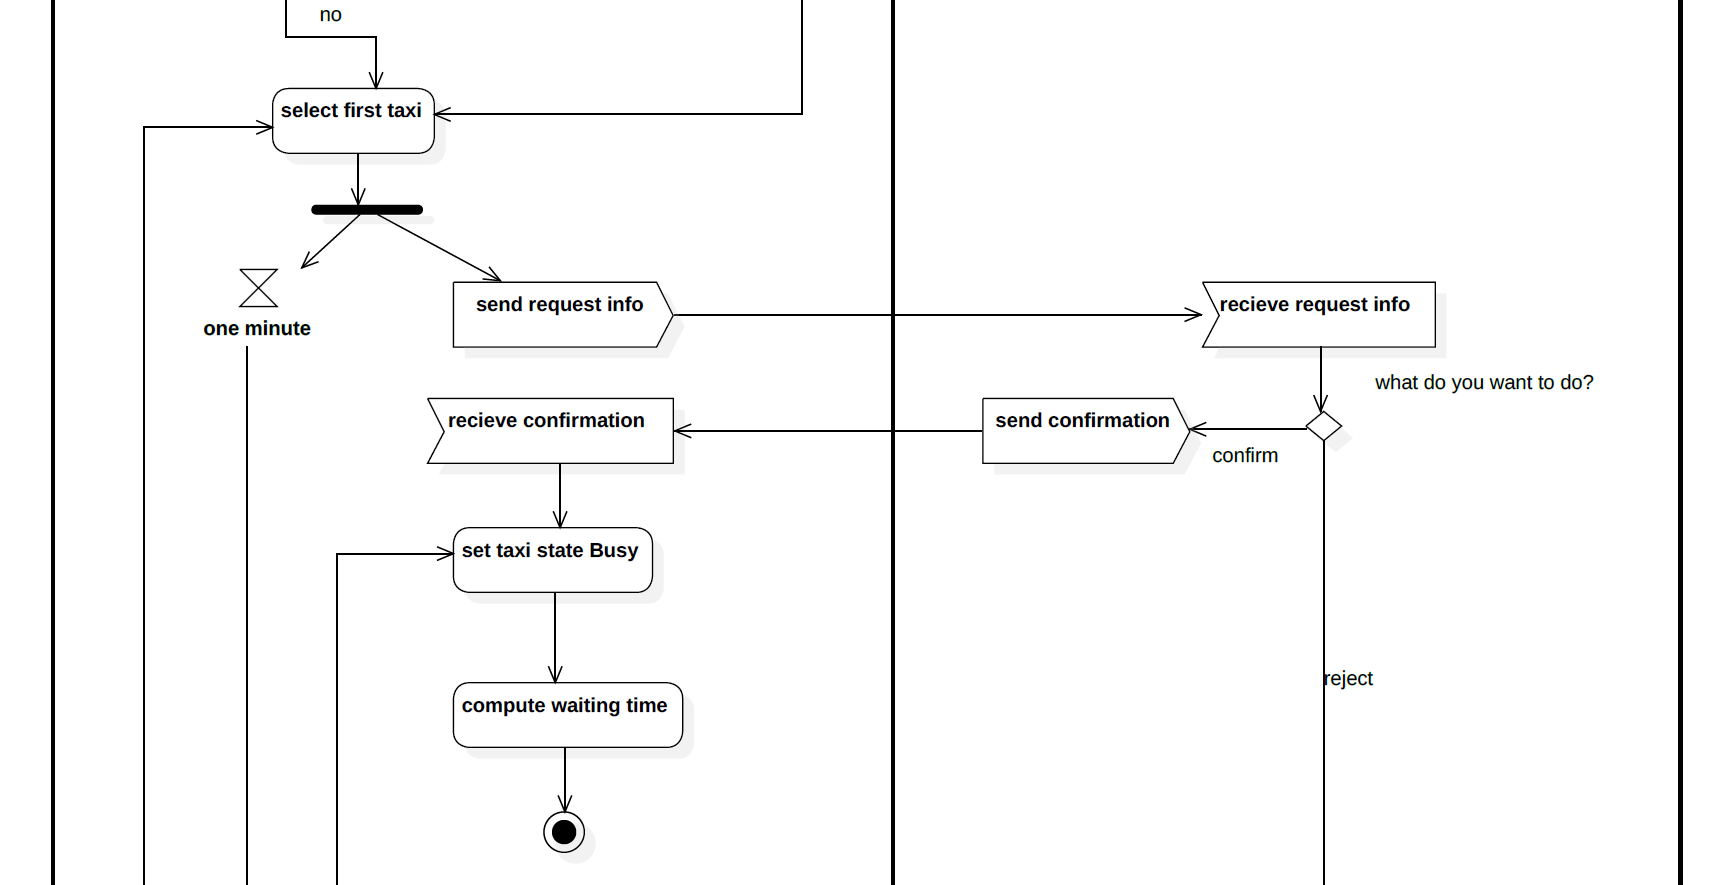 no
select first taxi
send request info
recieve request info
one minute
what do you want to do?
recieve confirmation
send confirmation
confirm
set taxi state Busy
reject
compute waiting time